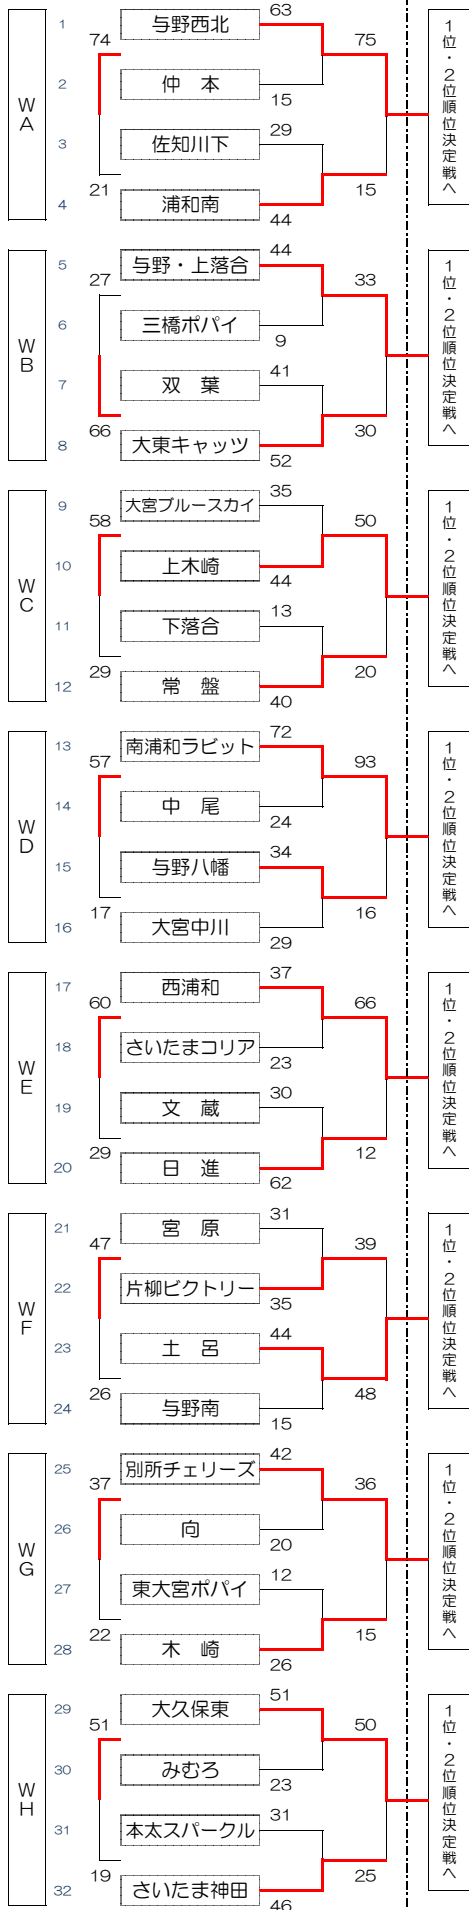 WA
1 与野西北 63
74 75
2 仲 本 15
3 佐知川下 29
21 15
4 浦和南 44
1位・2位順位決定戦へ
WB
5 与野・上落合 44
27 33
6 三橋ポパイ 9
7 双 葉 41
66 30
8 大東キャッツ 52
1位・2位順位決定戦へ
WC
9 大宮ブルースカイ 35
58 50
10 上木崎 44
11 下落合 13
29 20
12 常 盤 40
1位・2位順位決定戦へ
WD
13 南浦和ラビット 72
57 93
14 中 尾 24
15 与野八幡 34
17 16
16 大宮中川 29
1位・2位順位決定戦へ
WE
17 西浦和 37
60 66
18 さいたまコリア 23
19 文 蔵 30
29 12
20 日 進 62
1位・2位順位決定戦へ
WF
21 宮 原 31
47 39
22 片柳ビクトリー 35
23 土 呂 44
26 48
24 与野南 15
1位・2位順位決定戦へ
WG
25 別所チェリーズ 42
37 36
26 向 20
27 東大宮ポパイ 12
22 15
28 木 崎 26
1位・2位順位決定戦へ
WH
29 大久保東 51
51 50
30 みむろ 23
31 本太スパークル 31
19 25
32 さいたま神田 46
1位・2位順位決定戦へ